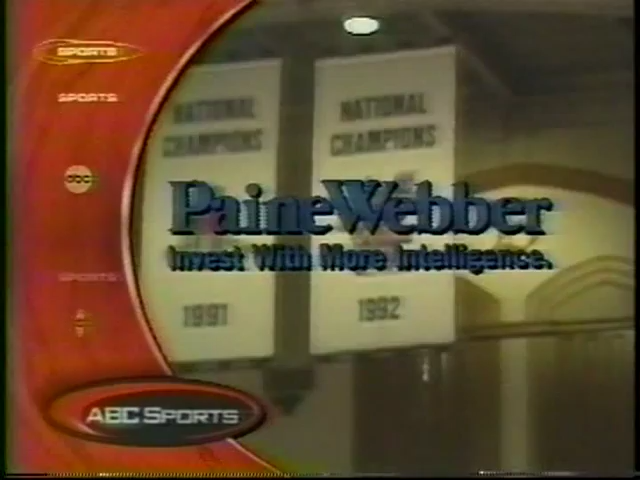 SPORTS
SPORTS
abc
SPORTS
NATIONAL CHAMPIONS
1991
NATIONAL CHAMPIONS
1992
PaineWebber
Invest With More Intelligence.
ABC SPORTS